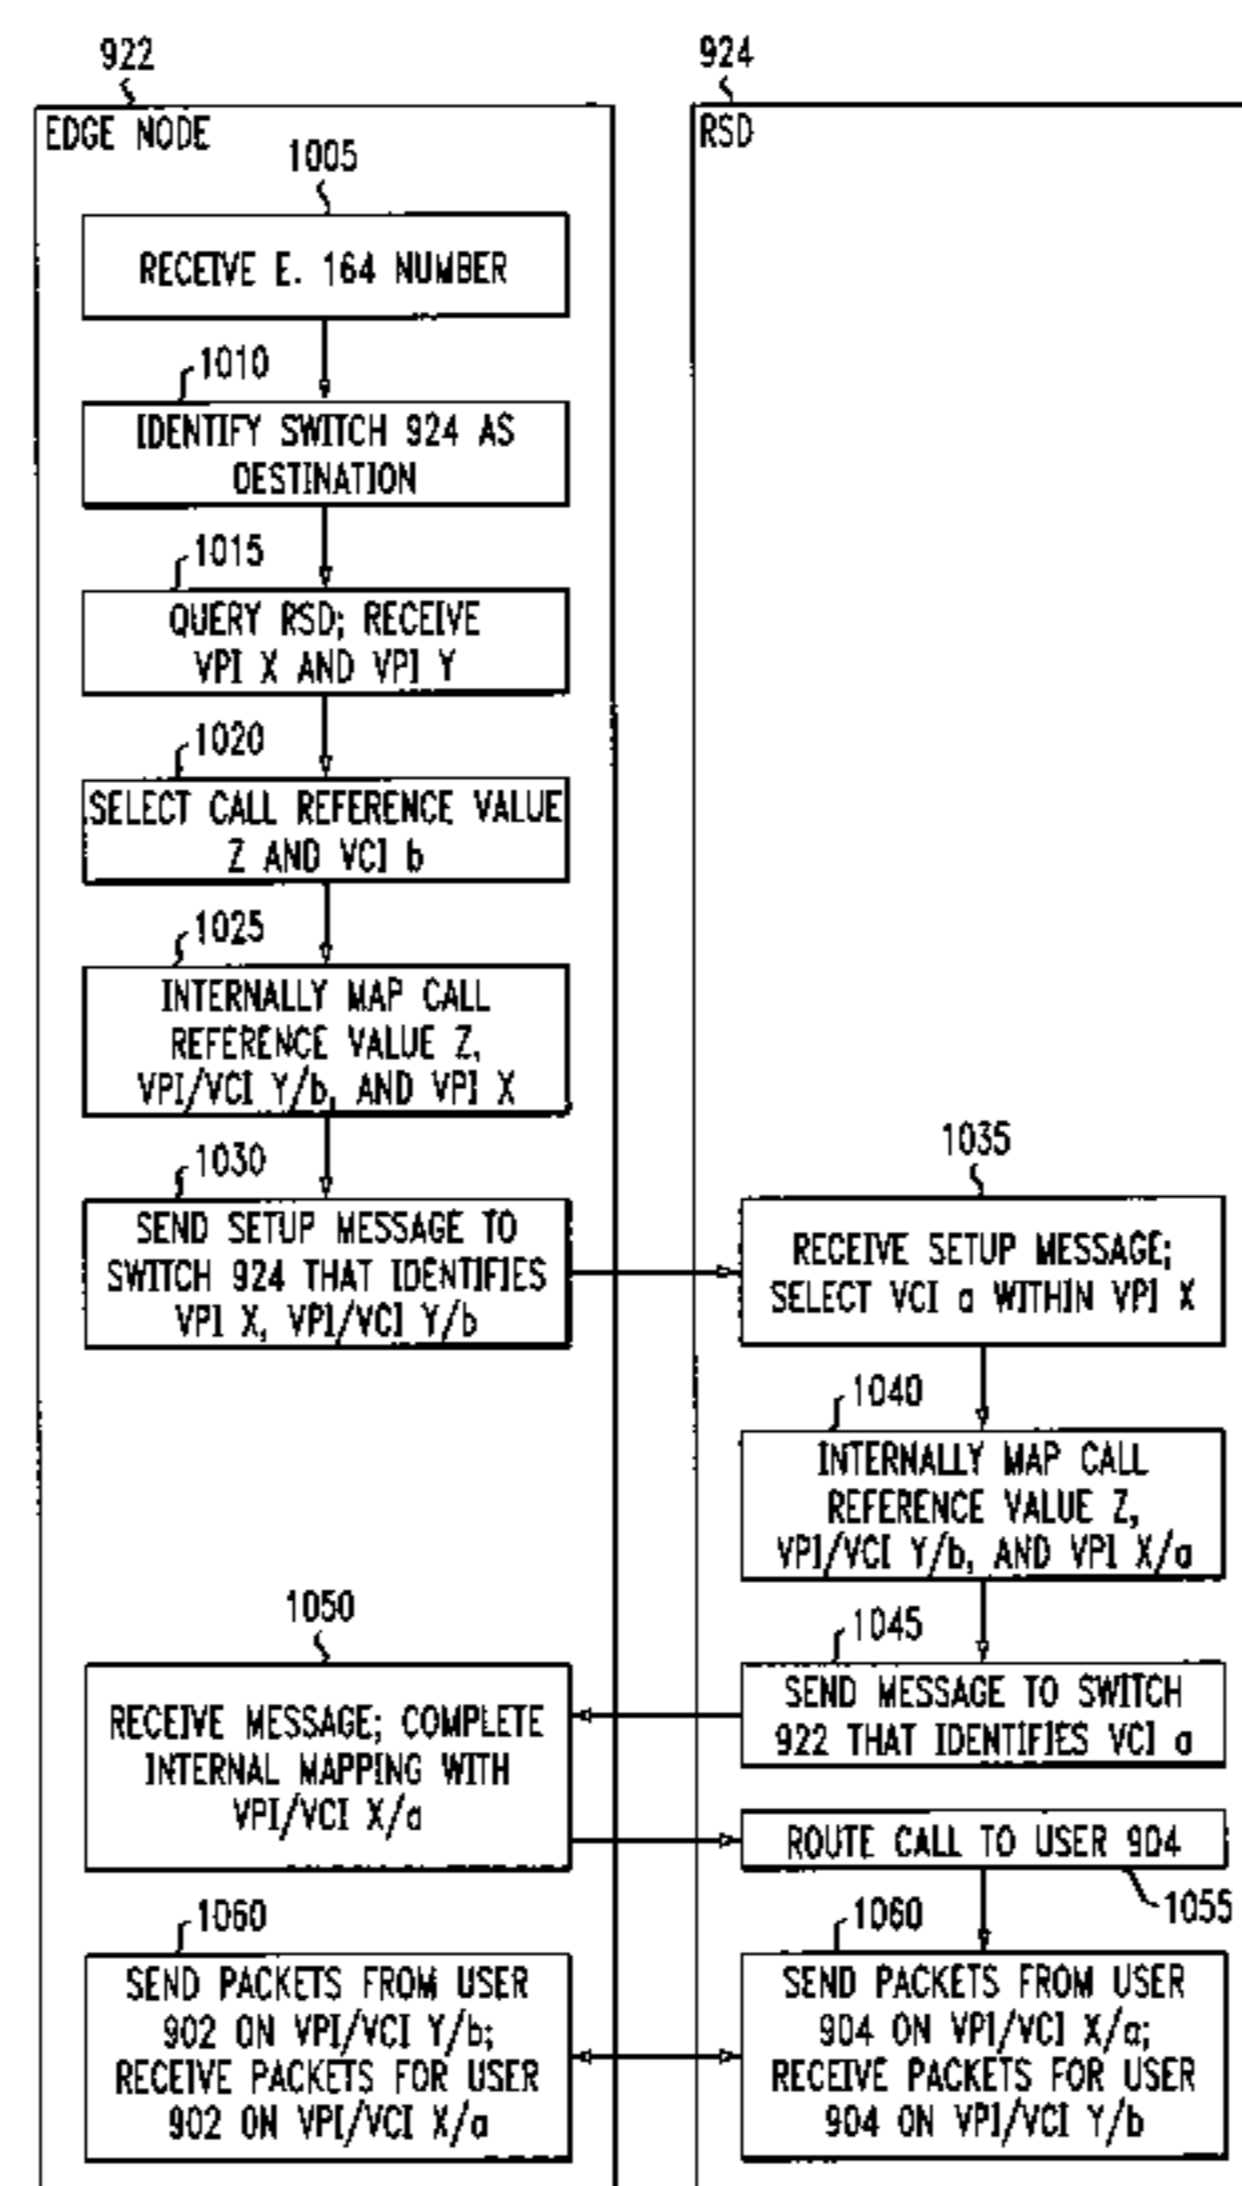 922
EDGE NODE
1005
RECEIVE E. 164 NUMBER
1010
IDENTIFY SWITCH 924 AS
DESTINATION
1015
QUERY RSD; RECEIVE
VPI X AND VPI Y
1020
SELECT CALL REFERENCE VALUE
Z AND VCI b
1025
INTERNALLY MAP CALL
REFERENCE VALUE Z,
VPI/VCI Y/b, AND VPI X
1030
SEND SETUP MESSAGE TO
SWITCH 924 THAT IDENTIFIES
VPI X, VPI/VCI Y/b
924
RSD
1035
RECEIVE SETUP MESSAGE;
SELECT VCI a WITHIN VPI X
1040
INTERNALLY MAP CALL
REFERENCE VALUE Z,
VPI/VCI Y/b, AND VPI X/a
1045
SEND MESSAGE TO SWITCH
922 THAT IDENTIFIES VCI a
1050
RECEIVE MESSAGE; COMPLETE
INTERNAL MAPPING WITH
VPI/VCI X/a
ROUTE CALL TO USER 904
1055
1060
SEND PACKETS FROM USER
902 ON VPI/VCI Y/b;
RECEIVE PACKETS FOR USER
902 ON VPI/VCI X/a
1060
SEND PACKETS FROM USER
904 ON VPI/VCI X/a;
RECEIVE PACKETS FOR USER
904 ON VPI/VCI Y/b